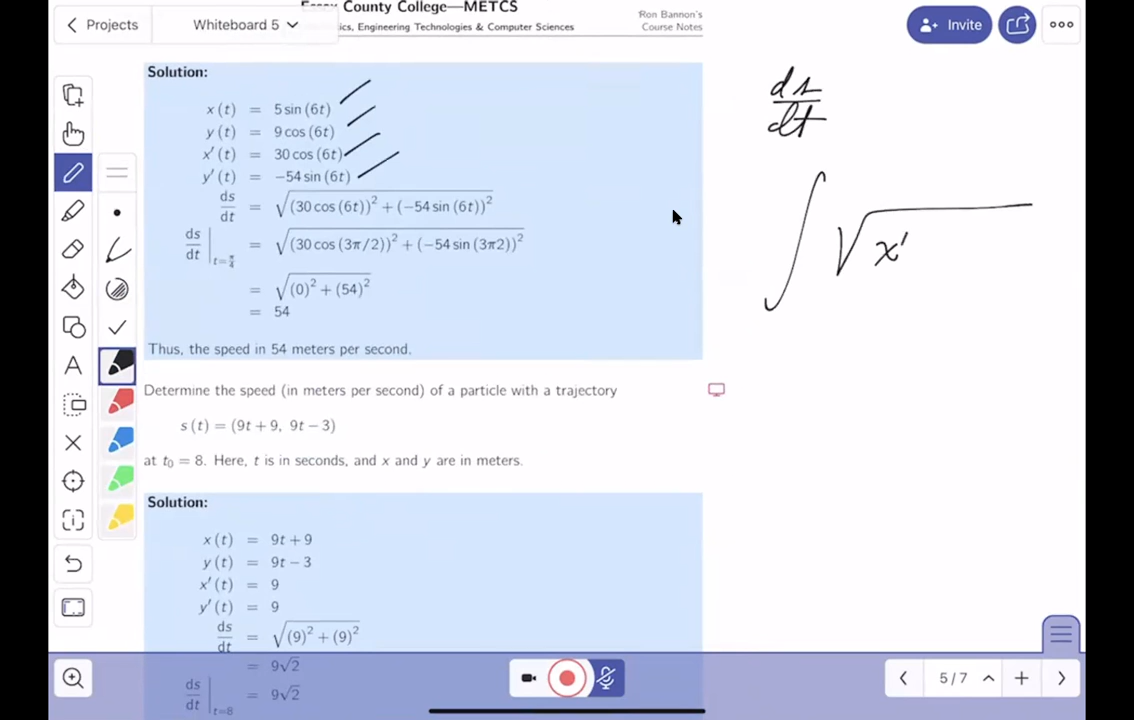 Projects
Whiteboard 5
County College—METCS
ics, Engineering Technologies & Computer Sciences
Ron Bannon's
Course Notes
Invite
Solution:
x(t) = 5 sin (6t)
y(t) = 9 cos (6t)
x′(t) = 30 cos (6t)
y′(t) = −54 sin (6t)
ds/dt = √((30 cos (6t))² + (−54 sin (6t))²)
ds/dt |t=π/4 = √((30 cos (3π/2))² + (−54 sin (3π2))²)
= √((0)² + (54)²)
= 54
Thus, the speed in 54 meters per second.
Determine the speed (in meters per second) of a particle with a trajectory
s(t) = (9t + 9, 9t − 3)
at t₀ = 8. Here, t is in seconds, and x and y are in meters.
Solution:
x(t) = 9t + 9
y(t) = 9t − 3
x′(t) = 9
y′(t) = 9
ds/dt = √((9)² + (9)²)
= 9√2
ds/dt |t=8 = 9√2
ds/dt
∫ √x′
A
5/7